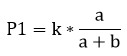 P1 = k * a / (a + b)